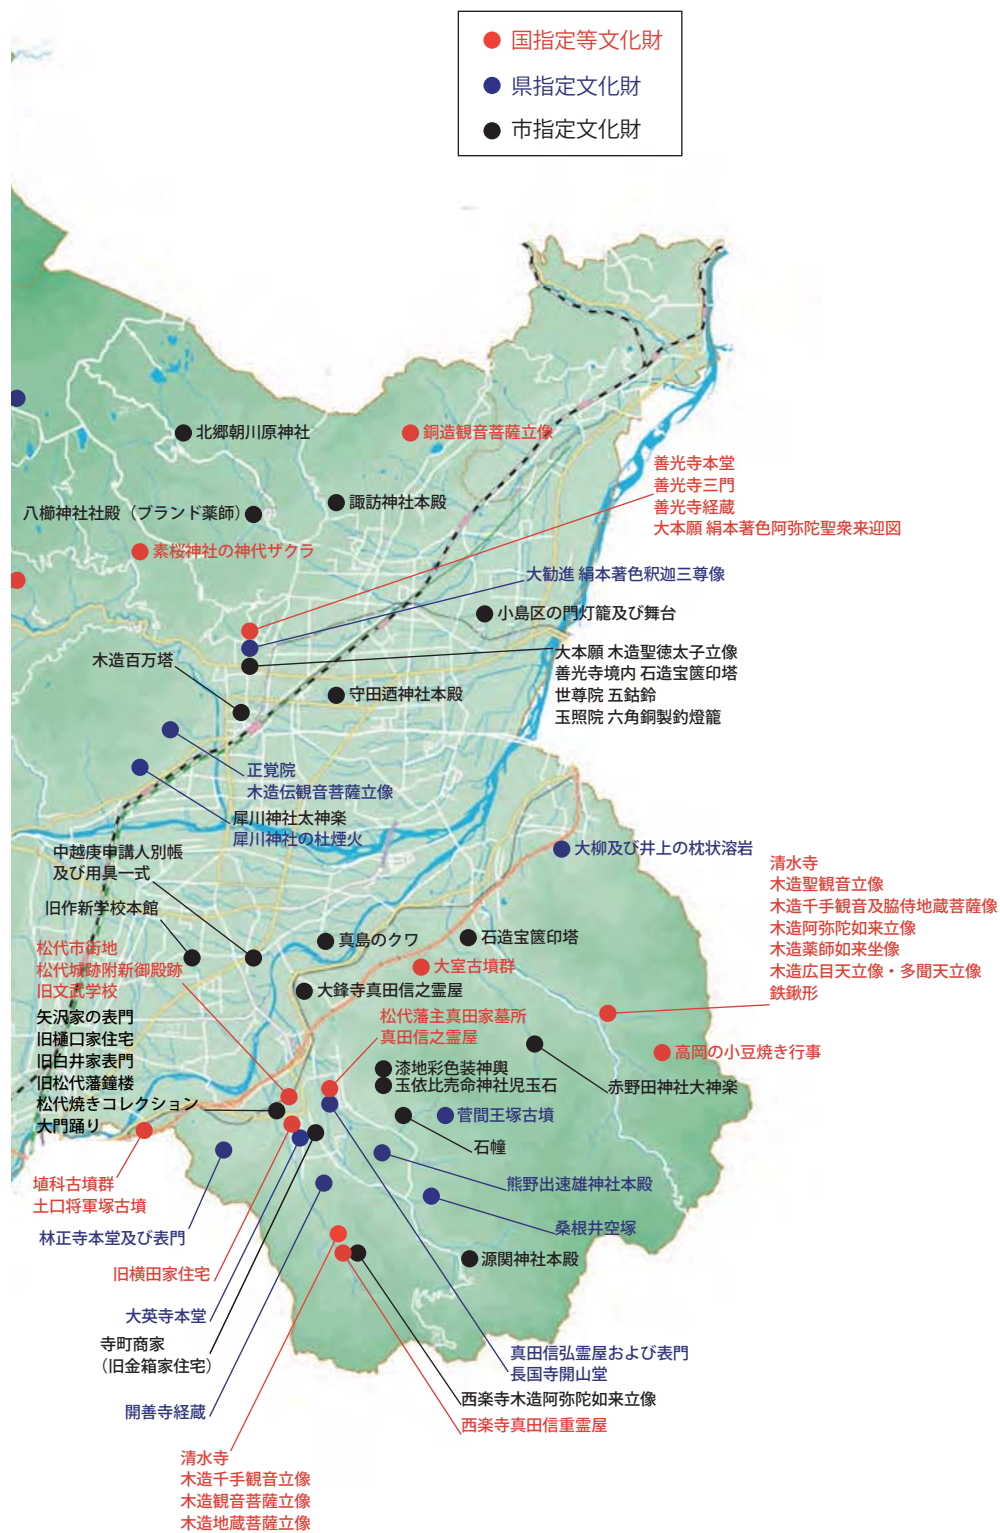 国指定等文化財
県指定文化財
市指定文化財
北郷朝川原神社
銅造観音菩薩立像
善光寺本堂
善光寺三門
善光寺経蔵
大本願 絹本著色阿弥陀聖衆来迎図
諏訪神社本殿
八櫛神社社殿（ブランド薬師）
素桜神社の神代ザクラ
大勧進 絹本著色釈迦三尊像
小島区の門灯籠及び舞台
大本願 木造聖徳太子立像
善光寺境内 石造宝篋印塔
世尊院 五鈷鈴
玉照院 六角銅製釣燈籠
木造百万塔
守田迺神社本殿
正覚院
木造伝観音菩薩立像
犀川神社太神楽
犀川神社の杜煙火
大柳及び井上の枕状溶岩
中越庚申講人別帳
及び用具一式
清水寺
木造聖観音立像
木造千手観音及脇侍地蔵菩薩像
木造阿弥陀如来立像
木造薬師如来坐像
木造広目天立像・多聞天立像
鉄鍬形
旧作新学校本館
真島のクワ
石造宝篋印塔
松代市街地
松代城跡附新御殿跡
旧文武学校
大室古墳群
大鋒寺真田信之霊屋
矢沢家の表門
旧樋口家住宅
旧白井家表門
旧松代藩鐘楼
松代焼きコレクション
大門踊り
松代藩主真田家墓所
真田信之霊屋
高岡の小豆焼き行事
漆地彩色装神輿
玉依比売命神社児玉石
赤野田神社大神楽
菅間王塚古墳
石幢
埴科古墳群
土口将軍塚古墳
熊野出速雄神社本殿
林正寺本堂及び表門
桑根井空塚
源関神社本殿
旧横田家住宅
大英寺本堂
寺町商家
（旧金箱家住宅）
真田信弘霊屋および表門
長国寺開山堂
西楽寺木造阿弥陀如来立像
西楽寺真田信重霊屋
開善寺経蔵
清水寺
木造千手観音立像
木造観音菩薩立像
木造地蔵菩薩立像